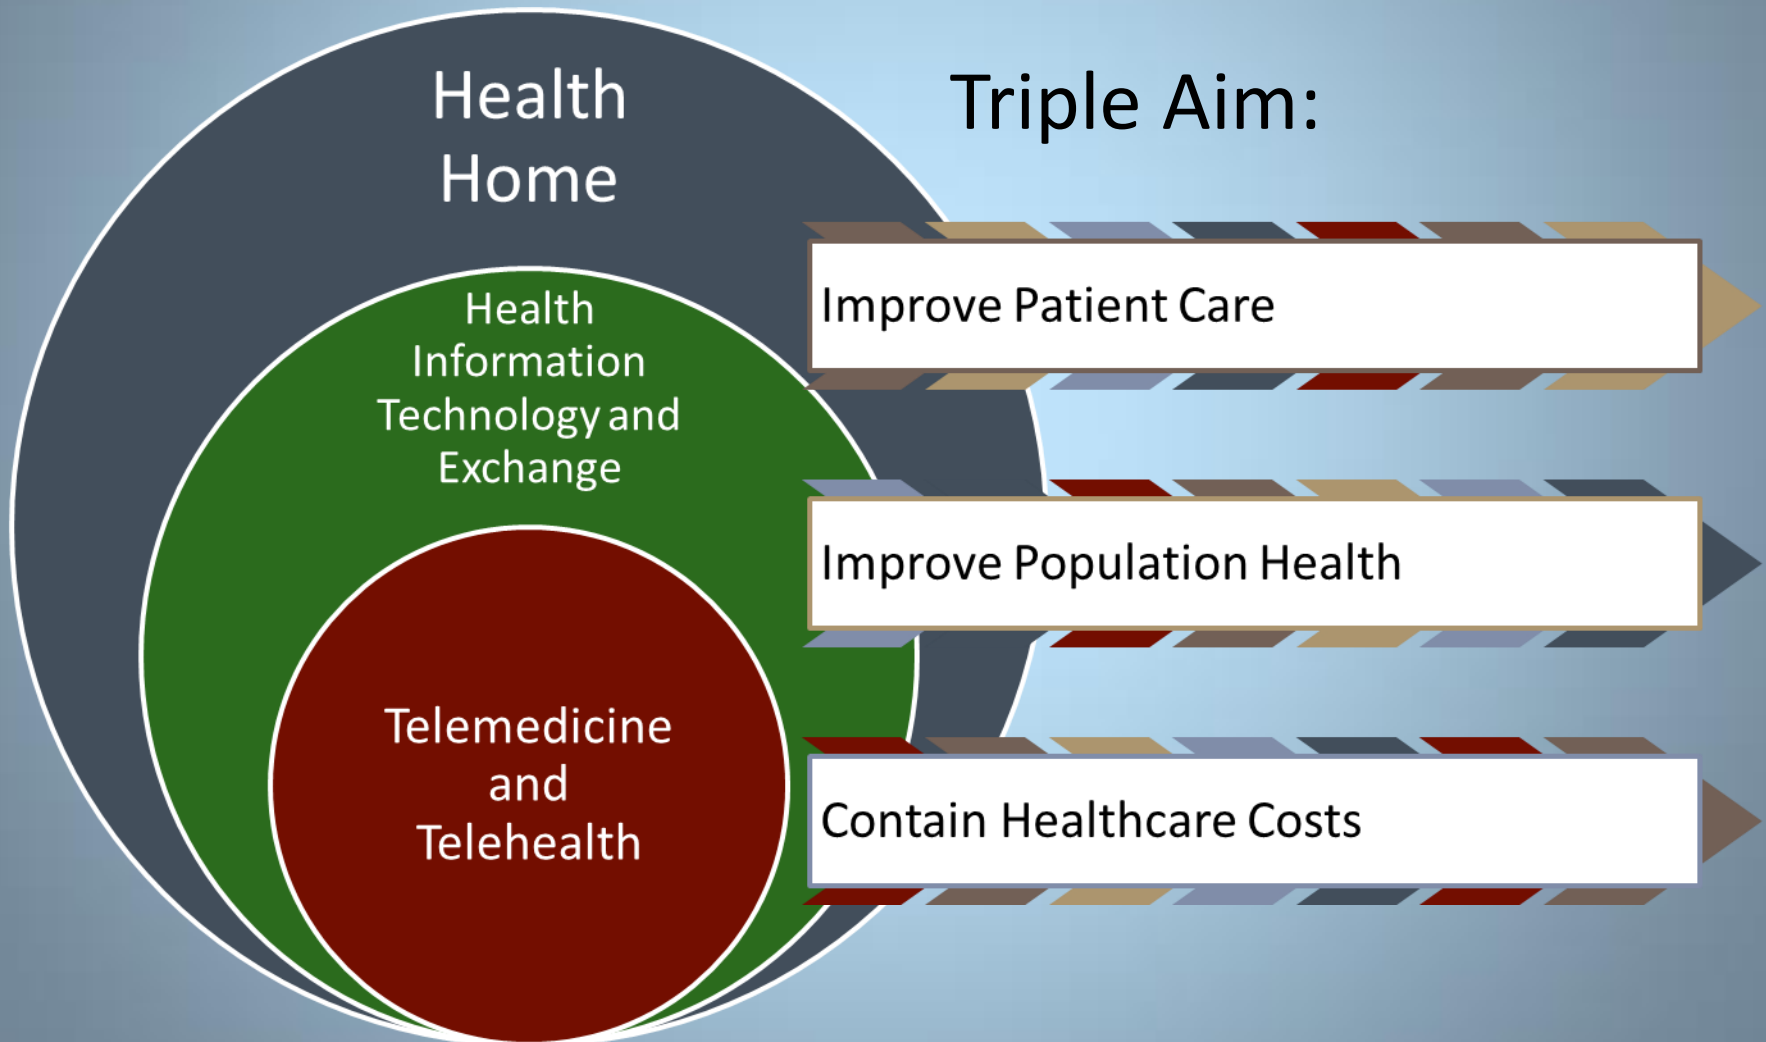 Health
Home
Health
Information
Technology and
Exchange
Telemedicine
and
Telehealth
Triple Aim:
Improve Patient Care
Improve Population Health
Contain Healthcare Costs